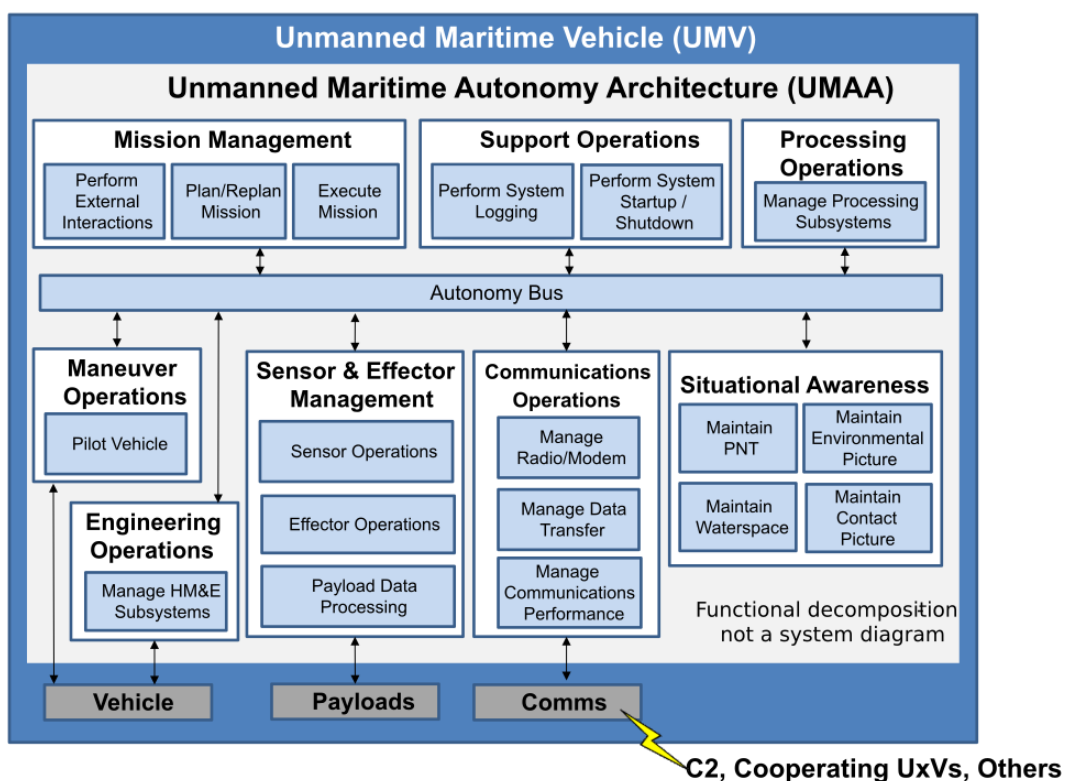 Unmanned Maritime Vehicle (UMV)
Unmanned Maritime Autonomy Architecture (UMAA)
Mission Management
Perform
External
Interactions
Plan/Replan
Mission
Execute
Mission
Support Operations
Perform System
Logging
Perform System
Startup /
Shutdown
Processing
Operations
Manage Processing
Subsystems
Autonomy Bus
Maneuver
Operations
Pilot Vehicle
Engineering
Operations
Manage HM&E
Subsystems
Sensor & Effector
Management
Sensor Operations
Effector Operations
Payload Data
Processing
Communications
Operations
Manage
Radio/Modem
Manage Data
Transfer
Manage
Communications
Performance
Situational Awareness
Maintain
PNT
Maintain
Environmental
Picture
Maintain
Waterspace
Maintain
Contact
Picture
Functional decomposition-
not a system diagram
Vehicle
Payloads
Comms
C2, Cooperating UxVs, Others